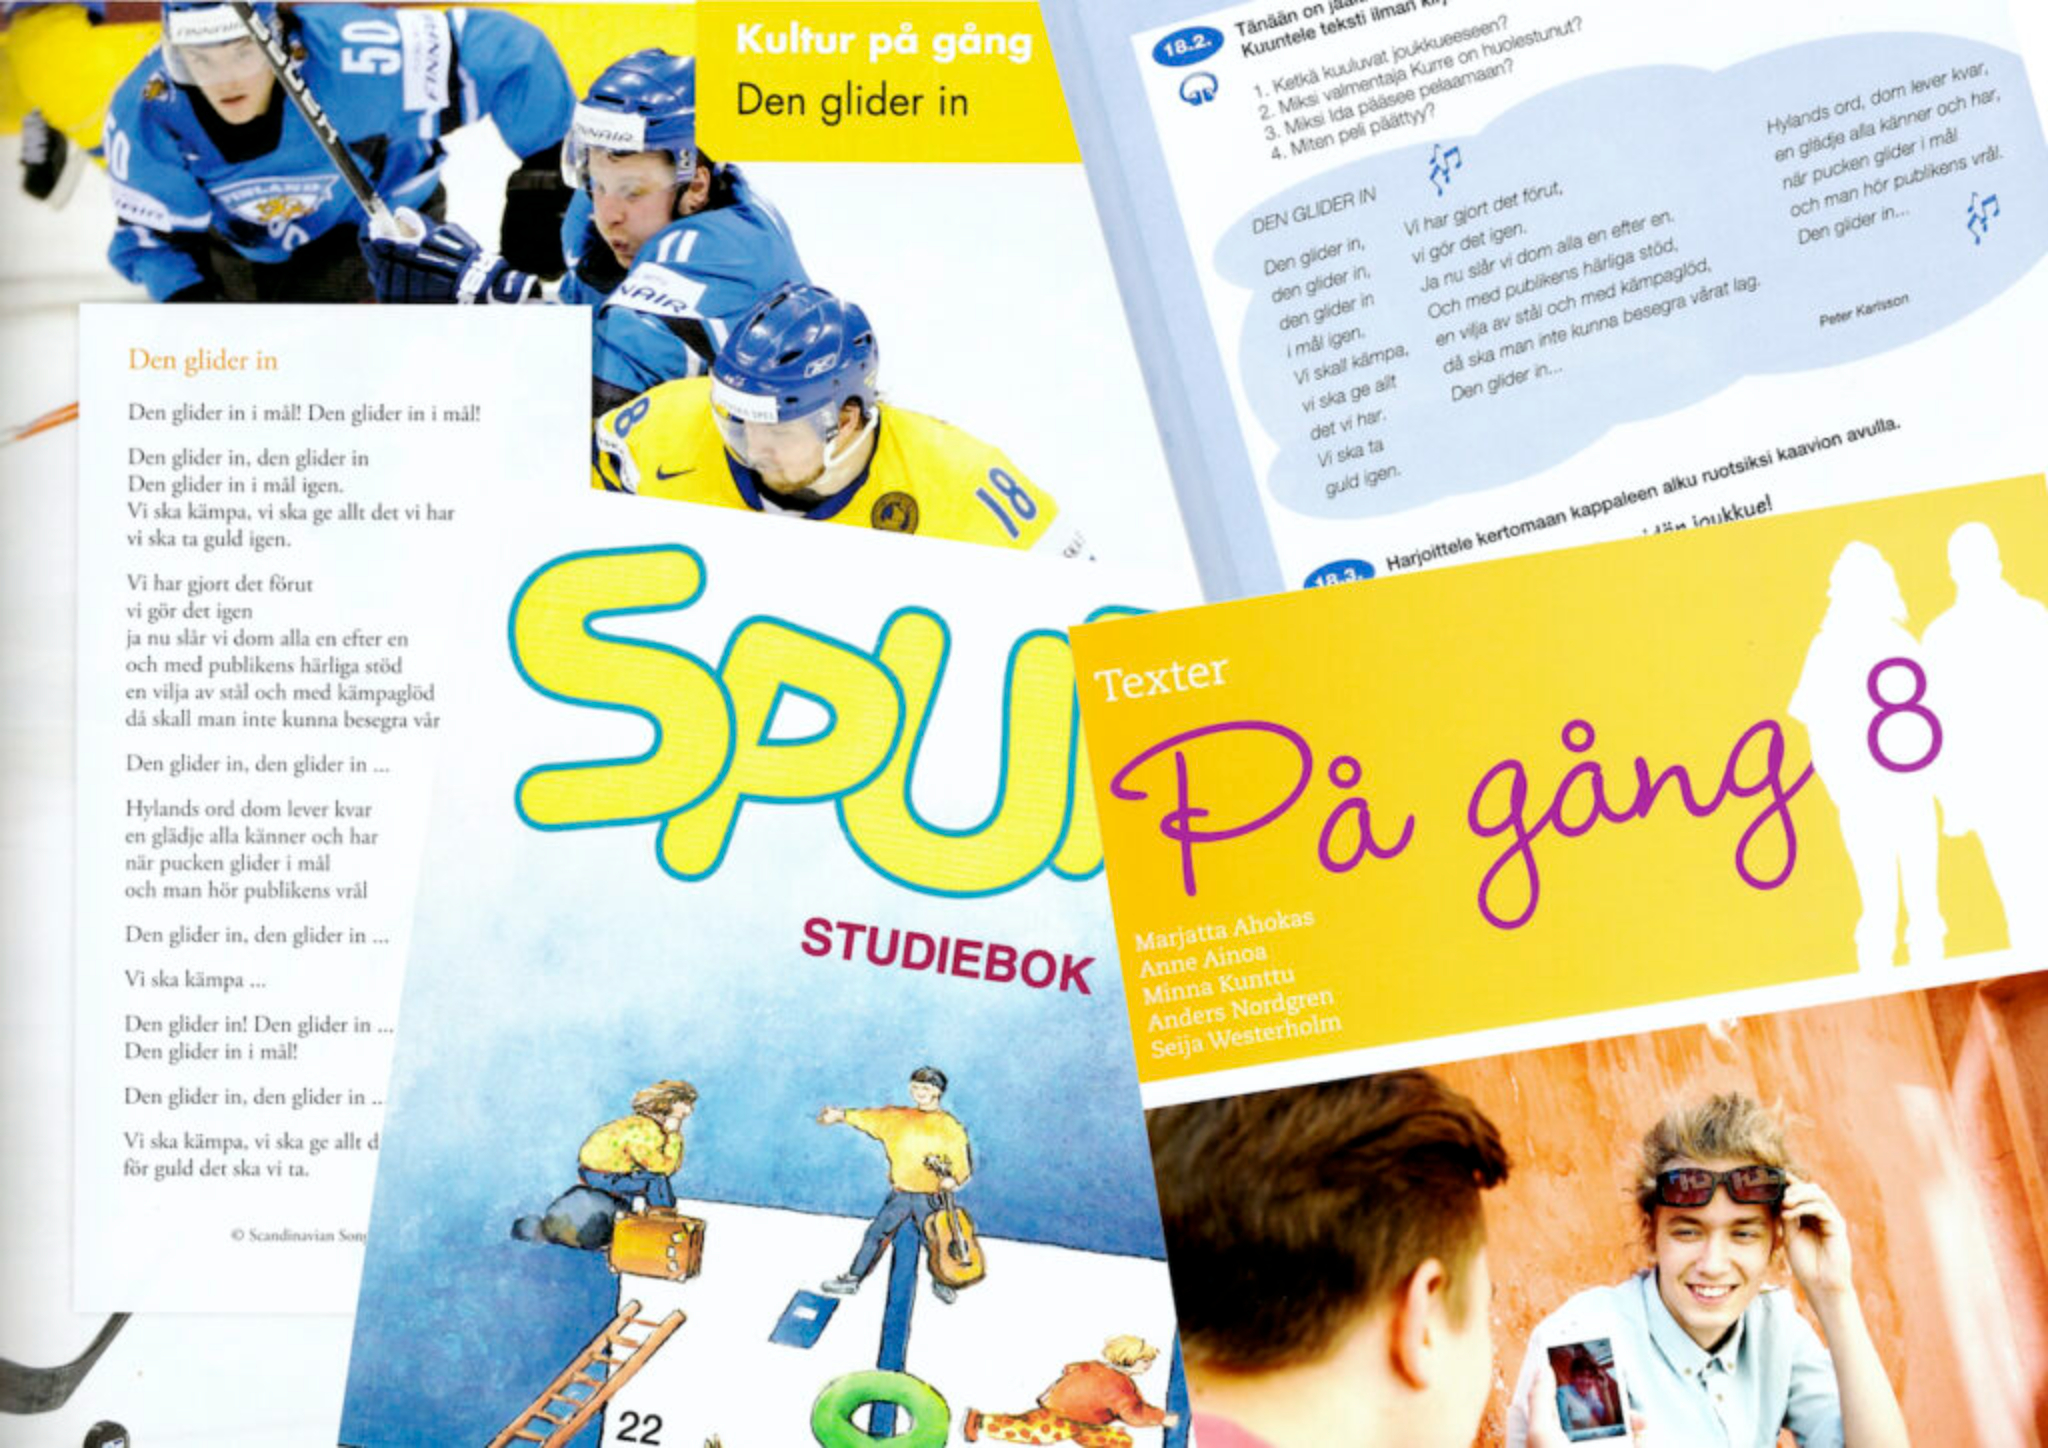 Kultur på gång
Den glider in
50
FINLAND
11
18
18
Den glider in
Den glider in i mål! Den glider in i mål!
Den glider in, den glider in
Den glider in i mål igen.
Vi ska kämpa, vi ska ge allt det vi har
vi ska ta guld igen.
Vi har gjort det förut
vi gör det igen
ja nu slår vi dom alla en efter en
och med publikens härliga stöd
en vilja av stål och med kämpaglöd
då skall man inte kunna besegra vår
Den glider in, den glider in ...
Hylands ord dom lever kvar
en glädje alla känner och har
när pucken glider i mål
och man hör publikens vrål
Den glider in, den glider in ...
Vi ska kämpa ...
Den glider in! Den glider in ...
Den glider in i mål!
Den glider in, den glider in ..
Vi ska kämpa, vi ska ge allt d
för guld det ska vi ta.
© Scandinavian Song
18.2.
Tänään on
Kuuntele teksti ilman
1. Ketkä kuuluvat joukkueeseen?
2. Miksi valmentaja Kurre on huolestunut?
3. Miksi Ida pääsee pelaamaan?
4. Miten peli päättyy?
DEN GLIDER IN
Den glider in,
den glider in,
den glider in
i mål igen.
Vi skall kämpa,
vi ska ge allt
det vi har.
Vi ska ta
guld igen.
Vi har gjort det förut,
vi gör det igen.
Ja nu slår vi dom alla en efter en.
Och med publikens härliga stöd,
en vilja av stål och med kämpaglöd,
då ska man inte kunna besegra vårat lag.
Den glider in...
Hylands ord, dom lever kvar,
en glädje alla känner och har,
när pucken glider i mål
och man hör publikens vrål.
Den glider in...
Peter Karlsson
18.3.
Harjoittele kertomaan kappaleen alku ruotsiksi kaavion avulla.
joukkue!
SPU
STUDIEBOK
22
Texter
På gång 8
Marjatta Ahokas
Anne Ainoa
Minna Kunttu
Anders Nordgren
Seija Westerholm